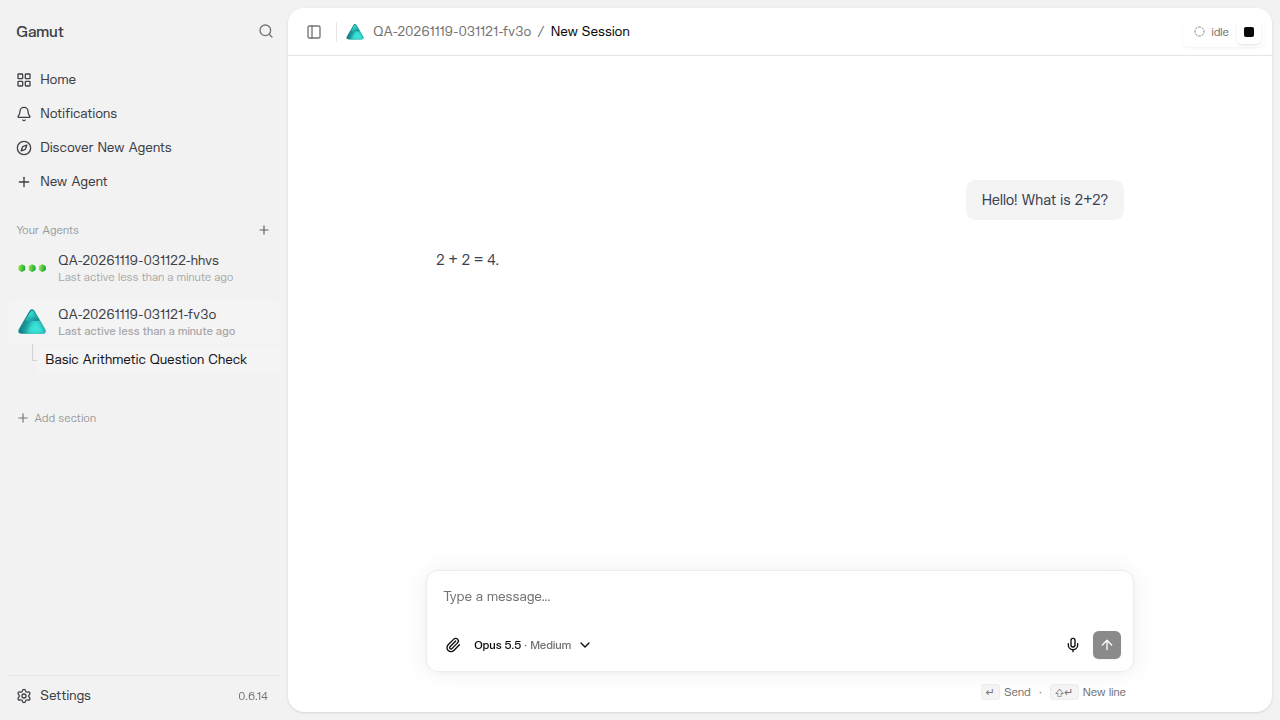 Gamut
Home
Notifications
Discover New Agents
New Agent
Your Agents
QA-20261119-031122-hhvs
Last active less than a minute ago
QA-20261119-031121-fv3o
Last active less than a minute ago
Basic Arithmetic Question Check
Add section
Settings
0.6.14
QA-20261119-031121-fv3o / New Session
idle
Hello! What is 2+2?
2 + 2 = 4.
Type a message...
Opus 5.5 · Medium
Send · New line